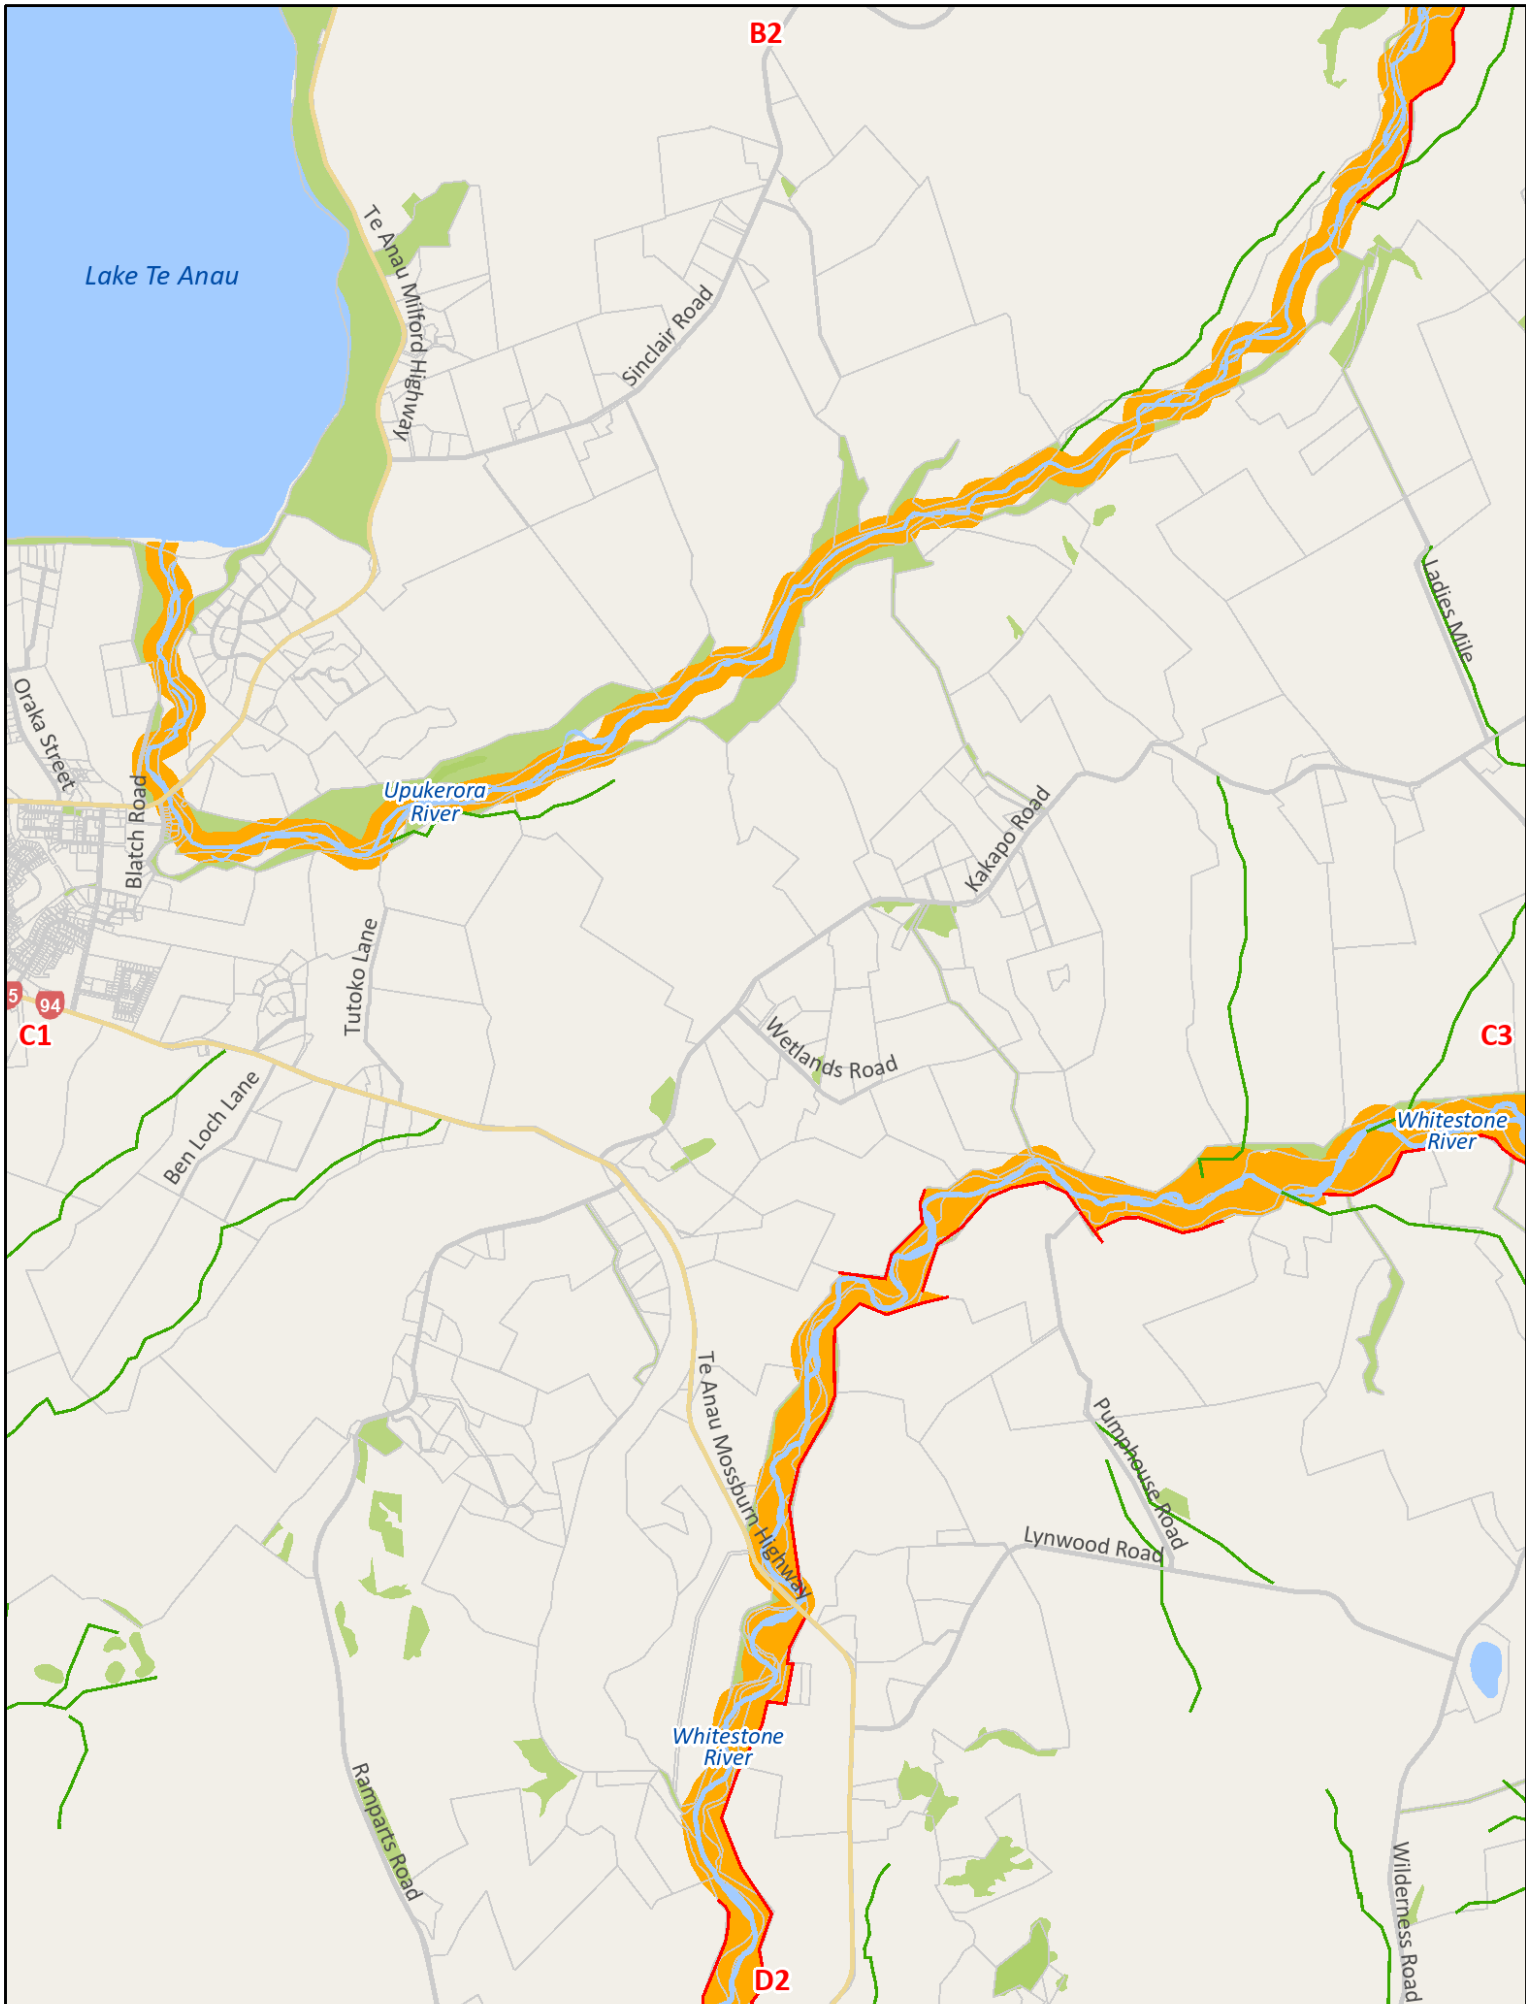 B2
Lake Te Anau
Te Anau Milford Highway
Sinclair Road
Ladies Mile
Oraka Street
Blatch Road
Upukerora
River
Kakapo Road
Tutoko Lane
5
94
C1
C3
Wetlands Road
Ben Loch Lane
Whitestone
River
Te Anau Mossburn Highway
Pumphouse Road
Lynwood Road
Whitestone
River
Ramparts Road
Wilderness Road
D2